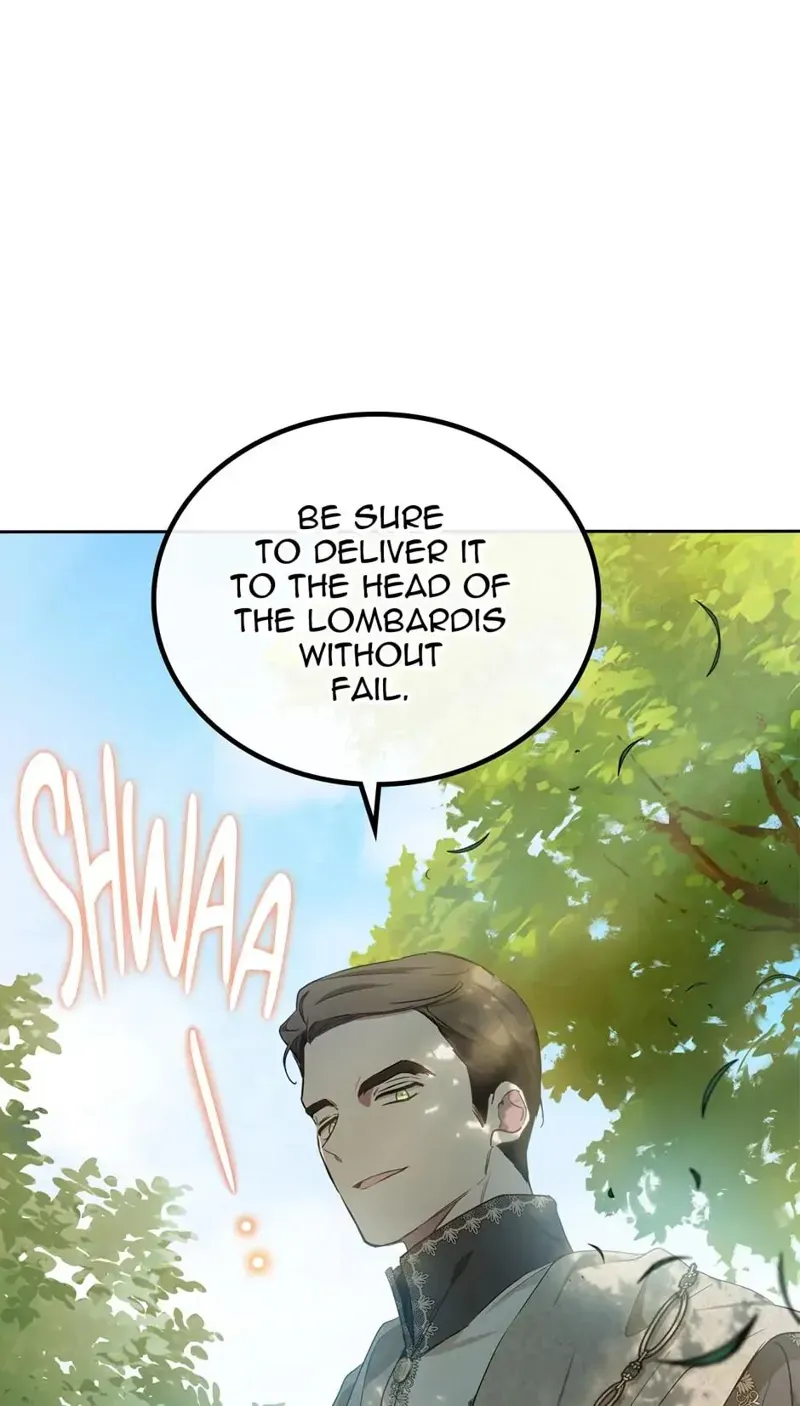 BE SURE
TO DELIVER IT
TO THE HEAD OF
THE LOMBARDIS
WITHOUT
FAIL.
SHWAA